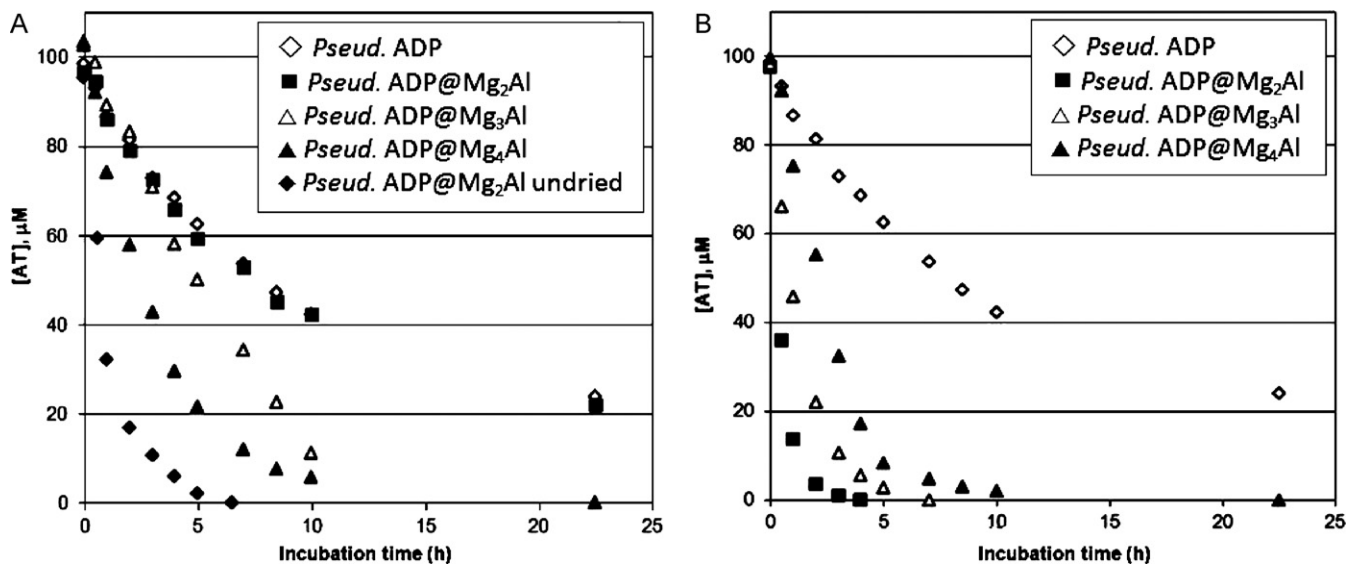 A
Pseud. ADP
Pseud. ADP@Mg₂Al
Pseud. ADP@Mg₃Al
Pseud. ADP@Mg₄Al
Pseud. ADP@Mg₂Al undried
[AT], µM
100
80
60
40
20
0
0 5 10 15 20 25
Incubation time (h)
B
Pseud. ADP
Pseud. ADP@Mg₂Al
Pseud. ADP@Mg₃Al
Pseud. ADP@Mg₄Al
[AT], µM
100
80
60
40
20
0
0 5 10 15 20 25
Incubation time (h)